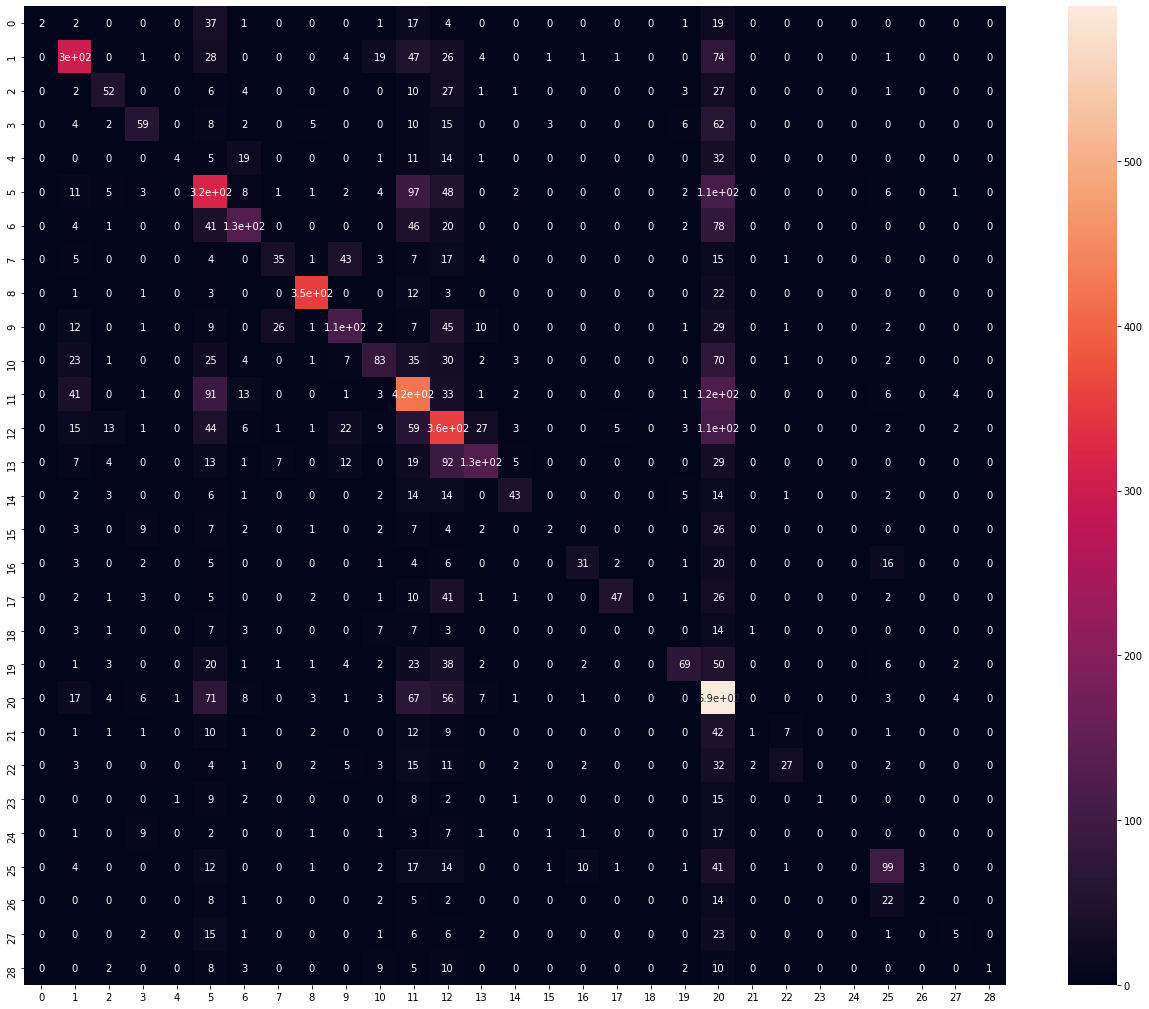 0 2 2 0 0 0 37 1 0 0 0 1 17 4 0 0 0 0 0 0 1 19 0 0 0 0 0 0 0 0
1 0 3e+02 0 1 0 28 0 0 0 4 19 47 26 4 0 1 1 1 0 0 74 0 0 0 0 1 0 0 0
2 0 2 52 0 0 6 4 0 0 0 0 10 27 1 1 0 0 0 0 3 27 0 0 0 0 1 0 0 0
3 0 4 2 59 0 8 2 0 5 0 0 10 15 0 0 3 0 0 0 6 62 0 0 0 0 0 0 0 0
4 0 0 0 0 4 5 19 0 0 0 1 11 14 1 0 0 0 0 0 0 32 0 0 0 0 0 0 0 0
5 0 11 5 3 0 3.2e+02 8 1 1 2 4 97 48 0 2 0 0 0 0 2 1.1e+02 0 0 0 0 6 0 1 0
6 0 4 1 0 0 41 1.3e+02 0 0 0 0 46 20 0 0 0 0 0 0 2 78 0 0 0 0 0 0 0 0
7 0 5 0 0 0 4 0 35 1 43 3 7 17 4 0 0 0 0 0 0 15 0 1 0 0 0 0 0 0
8 0 1 0 1 0 3 0 0 3.5e+02 0 0 12 3 0 0 0 0 0 0 0 22 0 0 0 0 0 0 0 0
9 0 12 0 1 0 9 0 26 1 1.1e+02 2 7 45 10 0 0 0 0 0 1 29 0 1 0 0 2 0 0 0
10 0 23 1 0 0 25 4 0 1 7 83 35 30 2 3 0 0 0 0 0 70 0 1 0 0 2 0 0 0
11 0 41 0 1 0 91 13 0 0 1 3 4.2e+02 33 1 2 0 0 0 0 1 1.2e+02 0 0 0 0 6 0 4 0
12 0 15 13 1 0 44 6 1 1 22 9 59 3.6e+02 27 3 0 0 5 0 3 1.1e+02 0 0 0 0 2 0 2 0
13 0 7 4 0 0 13 1 7 0 12 0 19 92 1.3e+02 5 0 0 0 0 0 29 0 0 0 0 0 0 0 0
14 0 2 3 0 0 6 1 0 0 0 2 14 14 0 43 0 0 0 0 5 14 0 1 0 0 2 0 0 0
15 0 3 0 9 0 7 2 0 1 0 2 7 4 2 0 2 0 0 0 0 26 0 0 0 0 0 0 0 0
16 0 3 0 2 0 5 0 0 0 0 1 4 6 0 0 0 31 2 0 1 20 0 0 0 0 16 0 0 0
17 0 2 1 3 0 5 0 0 2 0 1 10 41 1 1 0 0 47 0 1 26 0 0 0 0 2 0 0 0
18 0 3 1 0 0 7 3 0 0 0 7 7 3 0 0 0 0 0 0 0 14 1 0 0 0 0 0 0 0
19 0 1 3 0 0 20 1 1 1 4 2 23 38 2 0 0 2 0 0 69 50 0 0 0 0 6 0 2 0
20 0 17 4 6 1 71 8 0 3 1 3 67 56 7 1 0 1 0 0 0 5.9e+02 0 0 0 0 3 0 4 0
21 0 1 1 1 0 10 1 0 2 0 0 12 9 0 0 0 0 0 0 0 42 1 7 0 0 1 0 0 0
22 0 3 0 0 0 4 1 0 2 5 3 15 11 0 2 0 2 0 0 0 32 2 27 0 0 2 0 0 0
23 0 0 0 0 1 9 2 0 0 0 0 8 2 0 1 0 0 0 0 0 15 0 0 1 0 0 0 0 0
24 0 1 0 9 0 2 0 0 1 0 1 3 7 1 0 1 1 0 0 0 17 0 0 0 0 0 0 0 0
25 0 4 0 0 0 12 0 0 1 0 2 17 14 0 0 1 10 1 0 1 41 0 1 0 0 99 3 0 0
26 0 0 0 0 0 8 1 0 0 0 2 5 2 0 0 0 0 0 0 0 14 0 0 0 0 22 2 0 0
27 0 0 0 2 0 15 1 0 0 0 1 6 6 2 0 0 0 0 0 0 23 0 0 0 0 1 0 5 0
28 0 0 2 0 0 8 3 0 0 0 9 5 10 0 0 0 0 0 0 2 10 0 0 0 0 0 0 0 1
0 1 2 3 4 5 6 7 8 9 10 11 12 13 14 15 16 17 18 19 20 21 22 23 24 25 26 27 28
500
400
300
200
100
0